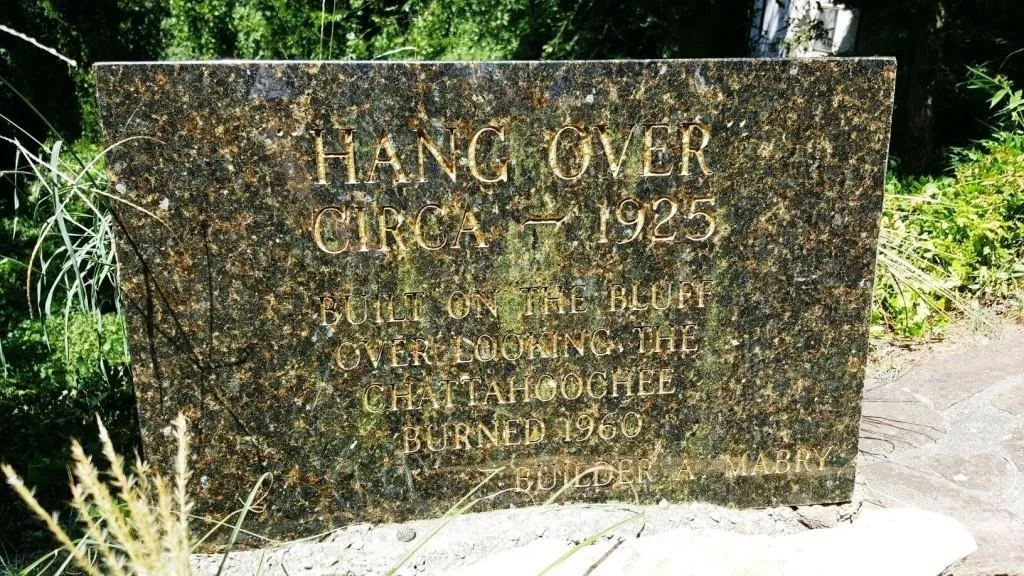 "HANG OVER"
CIRCA - 1925
BUILT ON THE BLUFF
OVER LOOKING THE
CHATTAHOOCHEE
BURNED 1960
BUILDER A MABRY